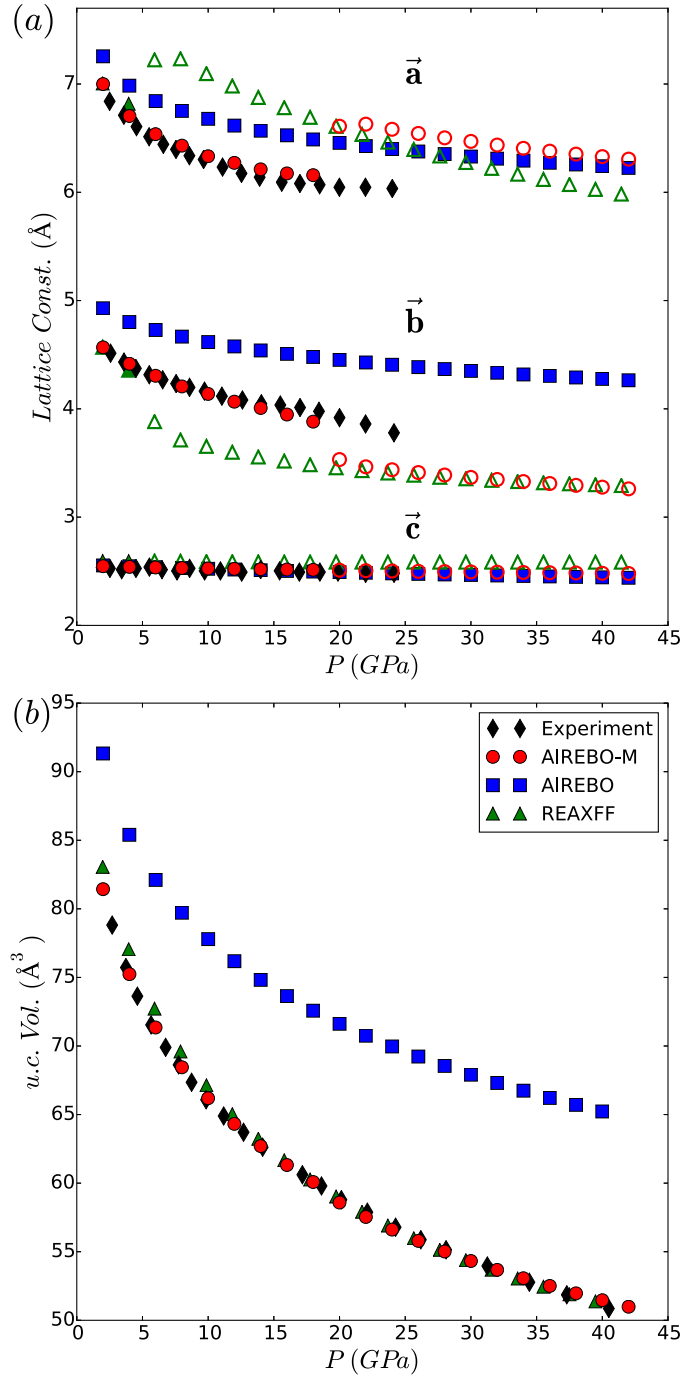 (a)
7
6
5
4
3
2
Lattice Const. (Å)
a
b
c
0 5 10 15 20 25 30 35 40 45
P (GPa)
(b)
95
90
85
80
75
70
65
60
55
50
u.c. Vol. (Å³)
Experiment
AIREBO-M
AIREBO
REAXFF
0 5 10 15 20 25 30 35 40 45
P (GPa)